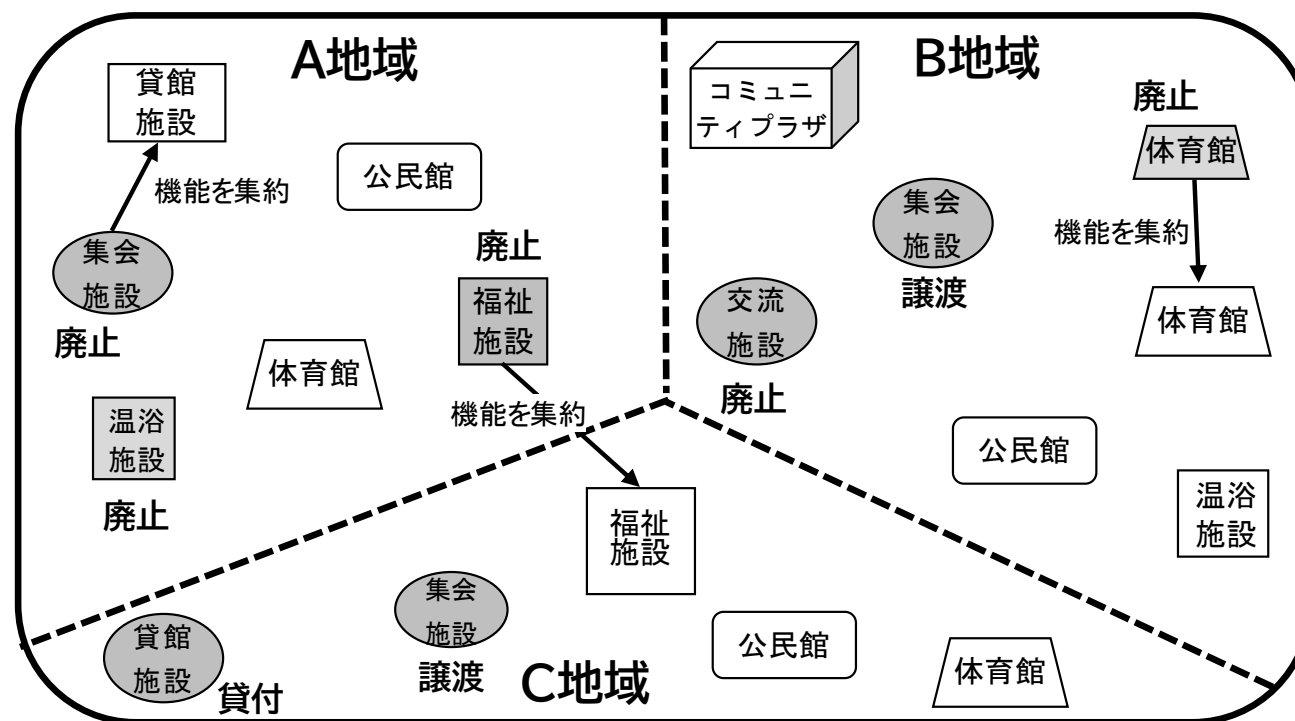 A地域
貸館
施設
機能を集約
公民館
集会
施設
廃止
廃止
福祉
施設
体育館
機能を集約
温浴
施設
廃止
B地域
コミュニ
ティプラザ
廃止
体育館
集会
施設
譲渡
機能を集約
体育館
交流
施設
廃止
公民館
温浴
施設
福祉
施設
集会
施設
譲渡
貸館
施設
貸付
C地域
公民館
体育館